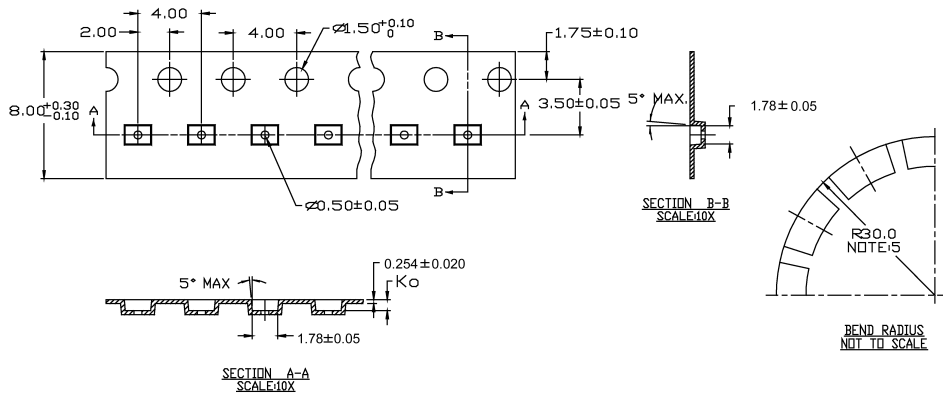 4.00
2.00
4.00
Ø1.50 +0.10 0
B
1.75±0.10
8.00 +0.30 -0.10
A
A
3.50±0.05
5° MAX.
1.78±0.05
B
Ø0.50±0.05
SECTION B-B
SCALE:10X
R30.0
NOTE:5
5° MAX
0.254±0.020
Ko
1.78±0.05
BEND RADIUS
NOT TO SCALE
SECTION A-A
SCALE:10X